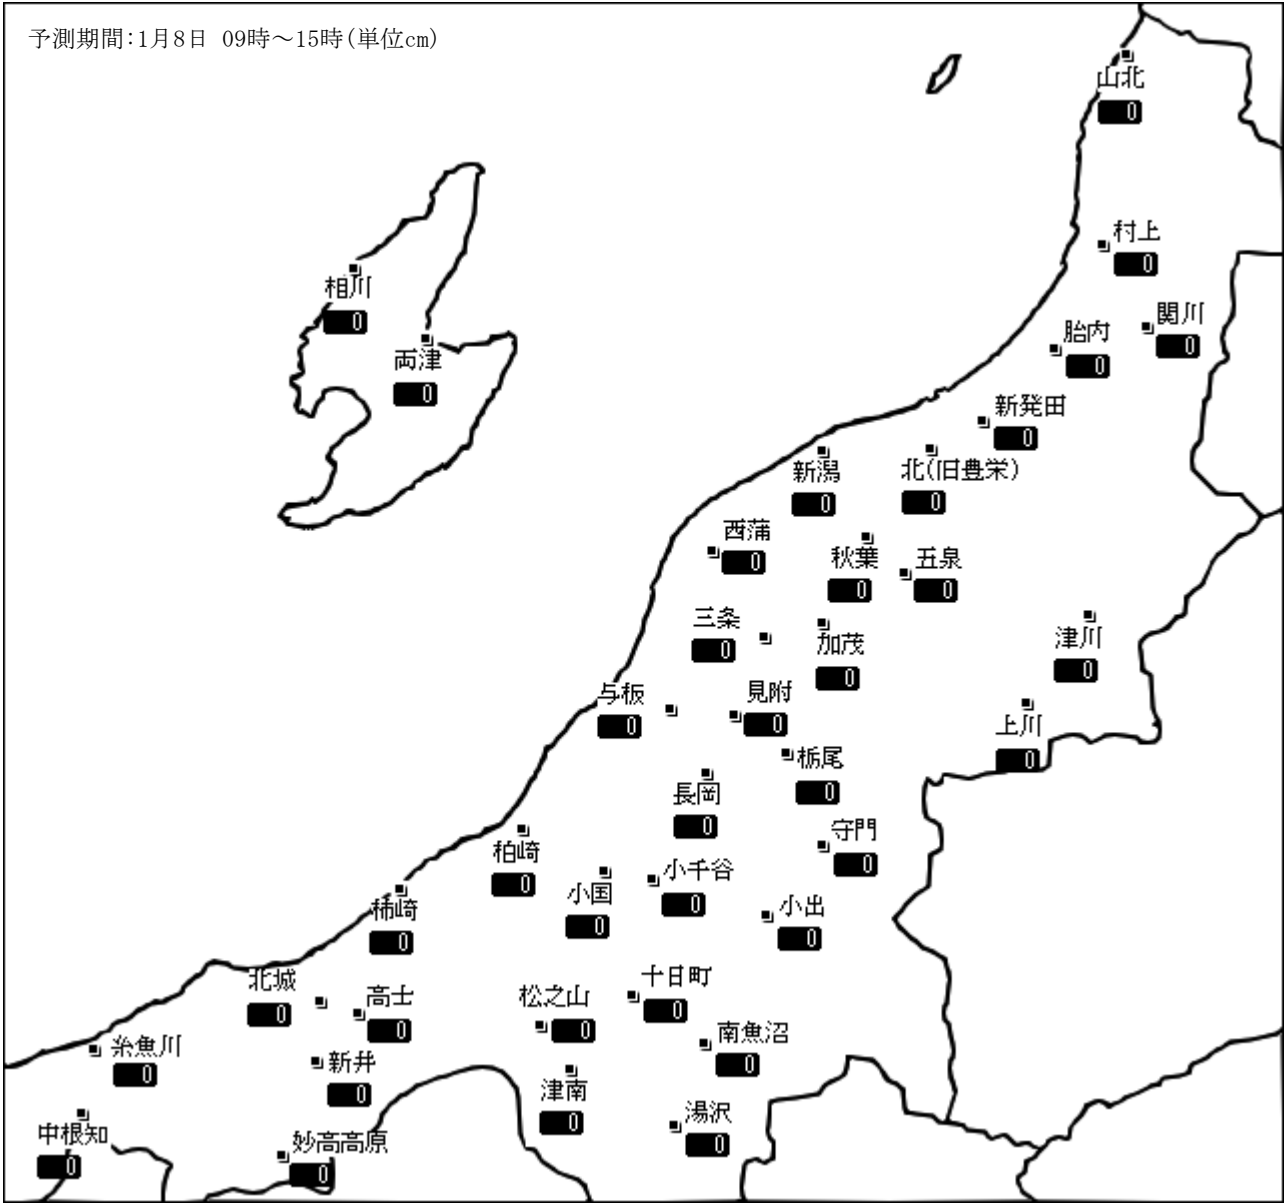 予測期間:1月8日 09時～15時(単位cm)
山北
0
村上
0
相川
0
関川
0
胎内
0
両津
0
新発田
0
新潟
0
北(旧豊栄)
0
西蒲
0
秋葉
0
五泉
0
三条
0
加茂
0
津川
0
与板
0
見附
0
上川
0
栃尾
0
長岡
0
守門
0
柏崎
0
小千谷
0
小国
0
小出
0
柿崎
0
北城
0
高士
0
松之山
0
十日町
0
南魚沼
0
糸魚川
0
新井
0
津南
0
湯沢
0
中根知
0
妙高高原
0